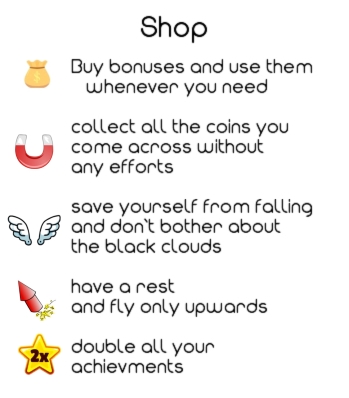 Shop
Buy bonuses and use them
whenever you need
collect all the coins you
come across without
any efforts
save yourself from falling
and don't bother about
the black clouds
have a rest
and fly only upwards
2x
double all your
achievments